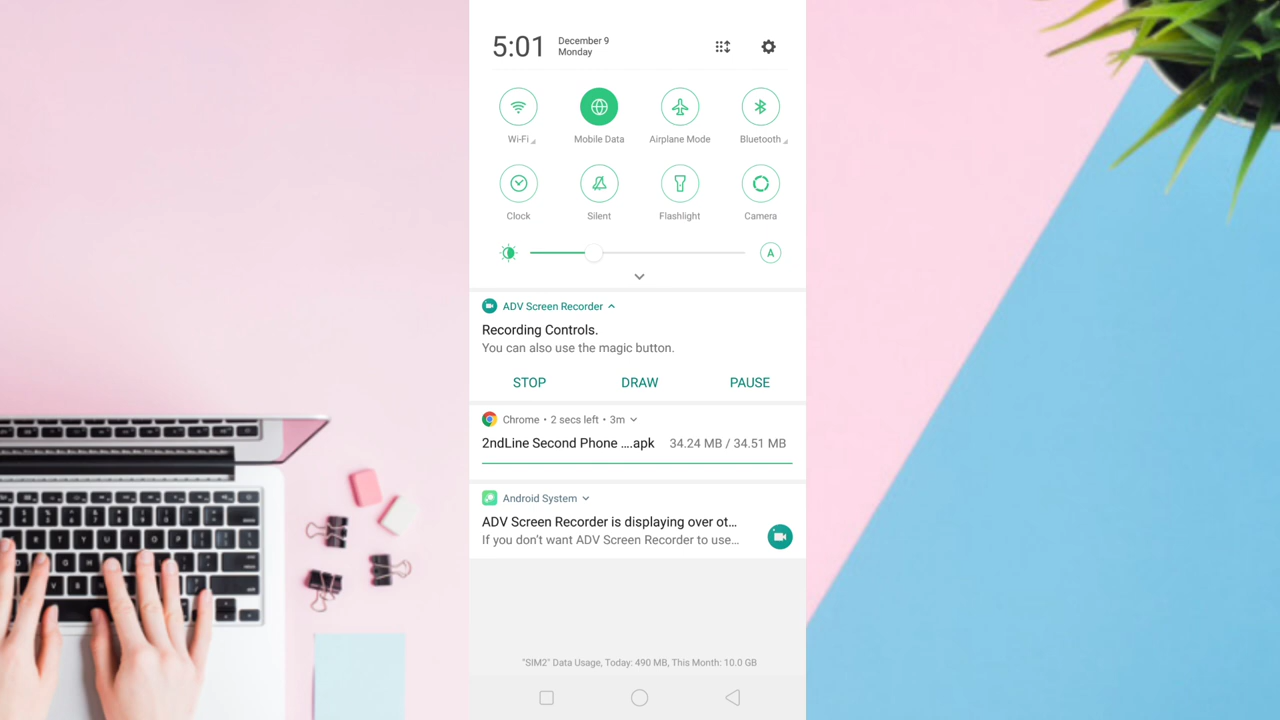 5:01
December 9
Monday
Wi-Fi
Mobile Data
Airplane Mode
Bluetooth
Clock
Silent
Flashlight
Camera
A
ADV Screen Recorder
Recording Controls.
You can also use the magic button.
STOP DRAW PAUSE
Chrome • 2 secs left • 3m
2ndLine Second Phone ....apk 34.24 MB / 34.51 MB
Android System
ADV Screen Recorder is displaying over ot...
If you don't want ADV Screen Recorder to use...
"SIM2" Data Usage, Today: 490 MB, This Month: 10.0 GB